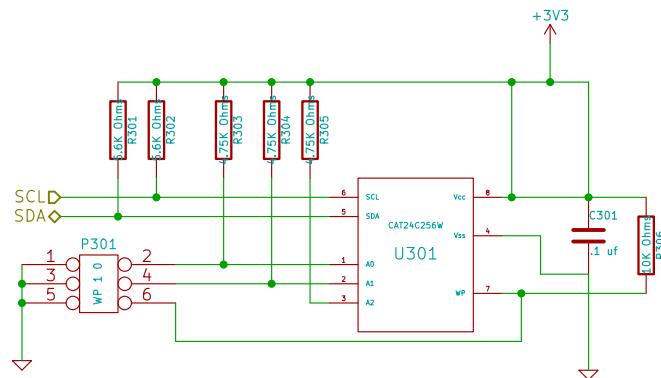 +3V3
5.6K Ohms
R301
5.6K Ohms
R302
4.75K Ohms
R303
4.75K Ohms
R304
4.75K Ohms
R305
SCL
SDA
6
SCL
Vcc
8
5
SDA
CAT24C256W
U301
Vss
4
1
A0
2
A1
3
A2
WP
7
C301
.1 uf
10K Ohms
R306
P301
1
2
3
4
5
6
WP 1 0